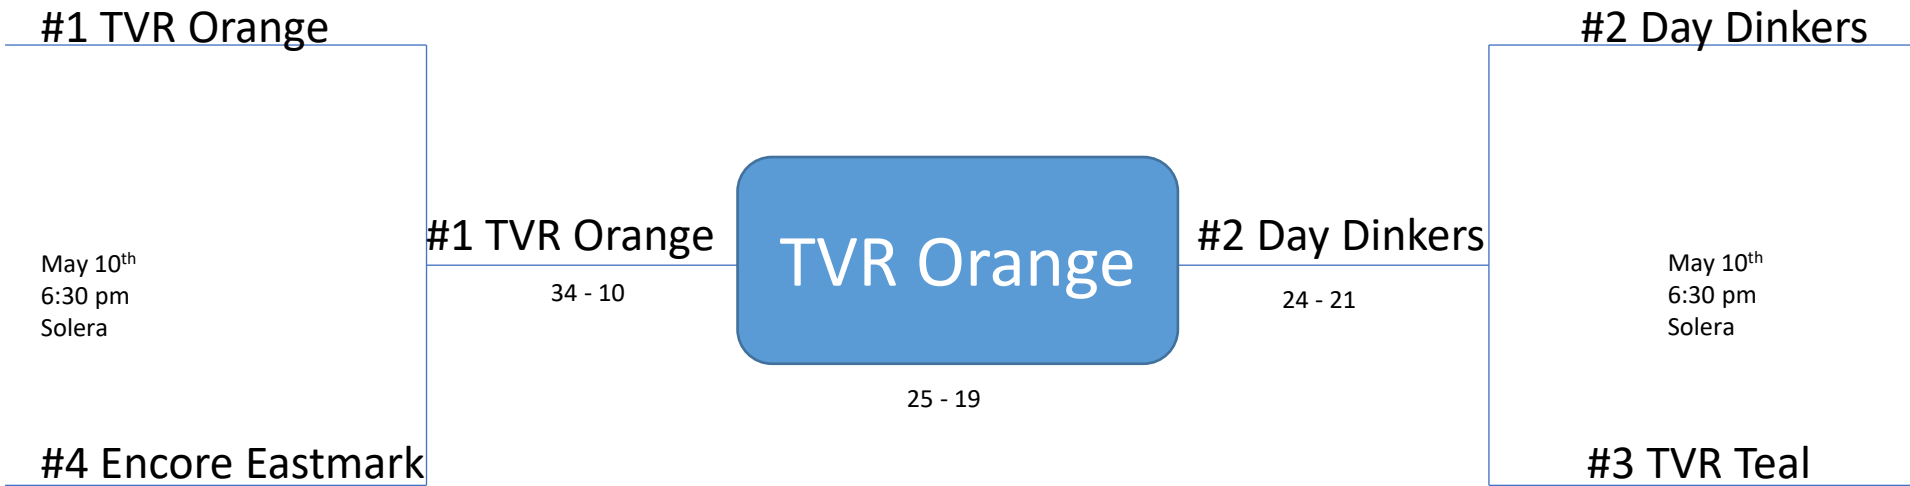 #1 TVR Orange
#2 Day Dinkers
#1 TVR Orange
TVR Orange
#2 Day Dinkers
May 10th
6:30 pm
Solera
34 - 10
24 - 21
May 10th
6:30 pm
Solera
25 - 19
#4 Encore Eastmark
#3 TVR Teal